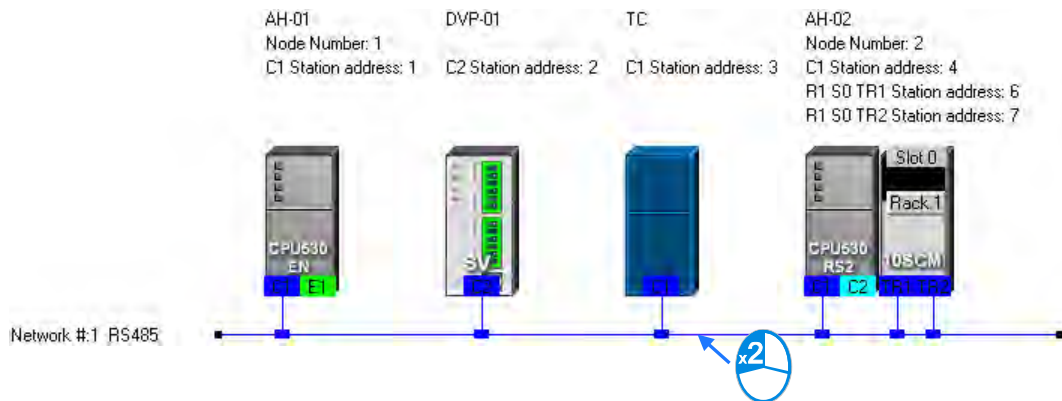 AH-01
Node Number: 1
C1 Station address: 1
DVP-01
C2 Station address: 2
TC
C1 Station address: 3
AH-02
Node Number: 2
C1 Station address: 4
R1 S0 TR1 Station address: 6
R1 S0 TR2 Station address: 7
CPU530
EN
C1 E1
SV_
C2
C1
CPU530
RS2
C1 C2
Slot 0
Rack 1
10SCM
TR1 TR2
Network #:1 RS485
x2